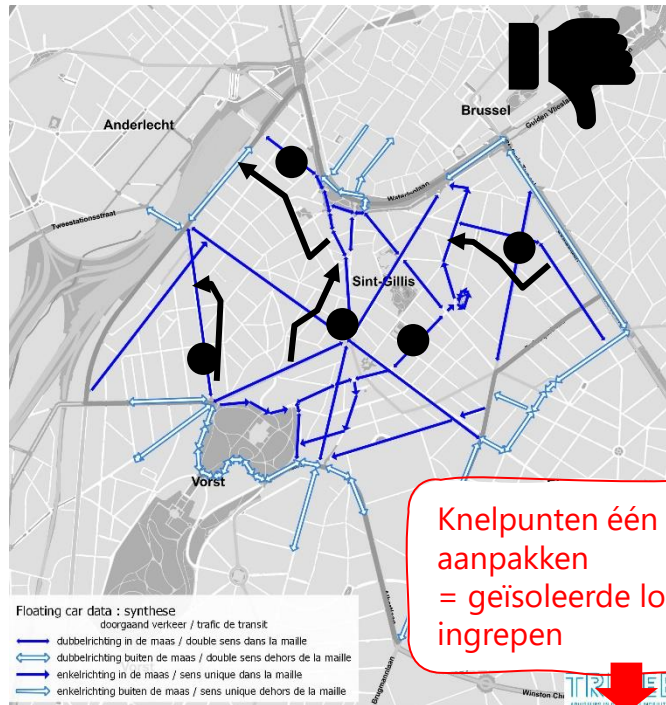 Anderlecht
Brussel
Waterloolaan
Tweestationsstraat
Sint-Gillis
Vorst
Knelpunten één
aanpakken
= geïsoleerde lo
ingrepen
Floating car data : synthese
doorgaand verkeer / trafic de transit
dubbelrichting in de maas / double sens dans la maille
dubbelrichting buiten de maas / double sens dehors de la maille
enkelrichting in de maas / sens unique dans la maille
enkelrichting buiten de maas / sens unique dehors de la maille
Brugmannlaan
Winston Ch